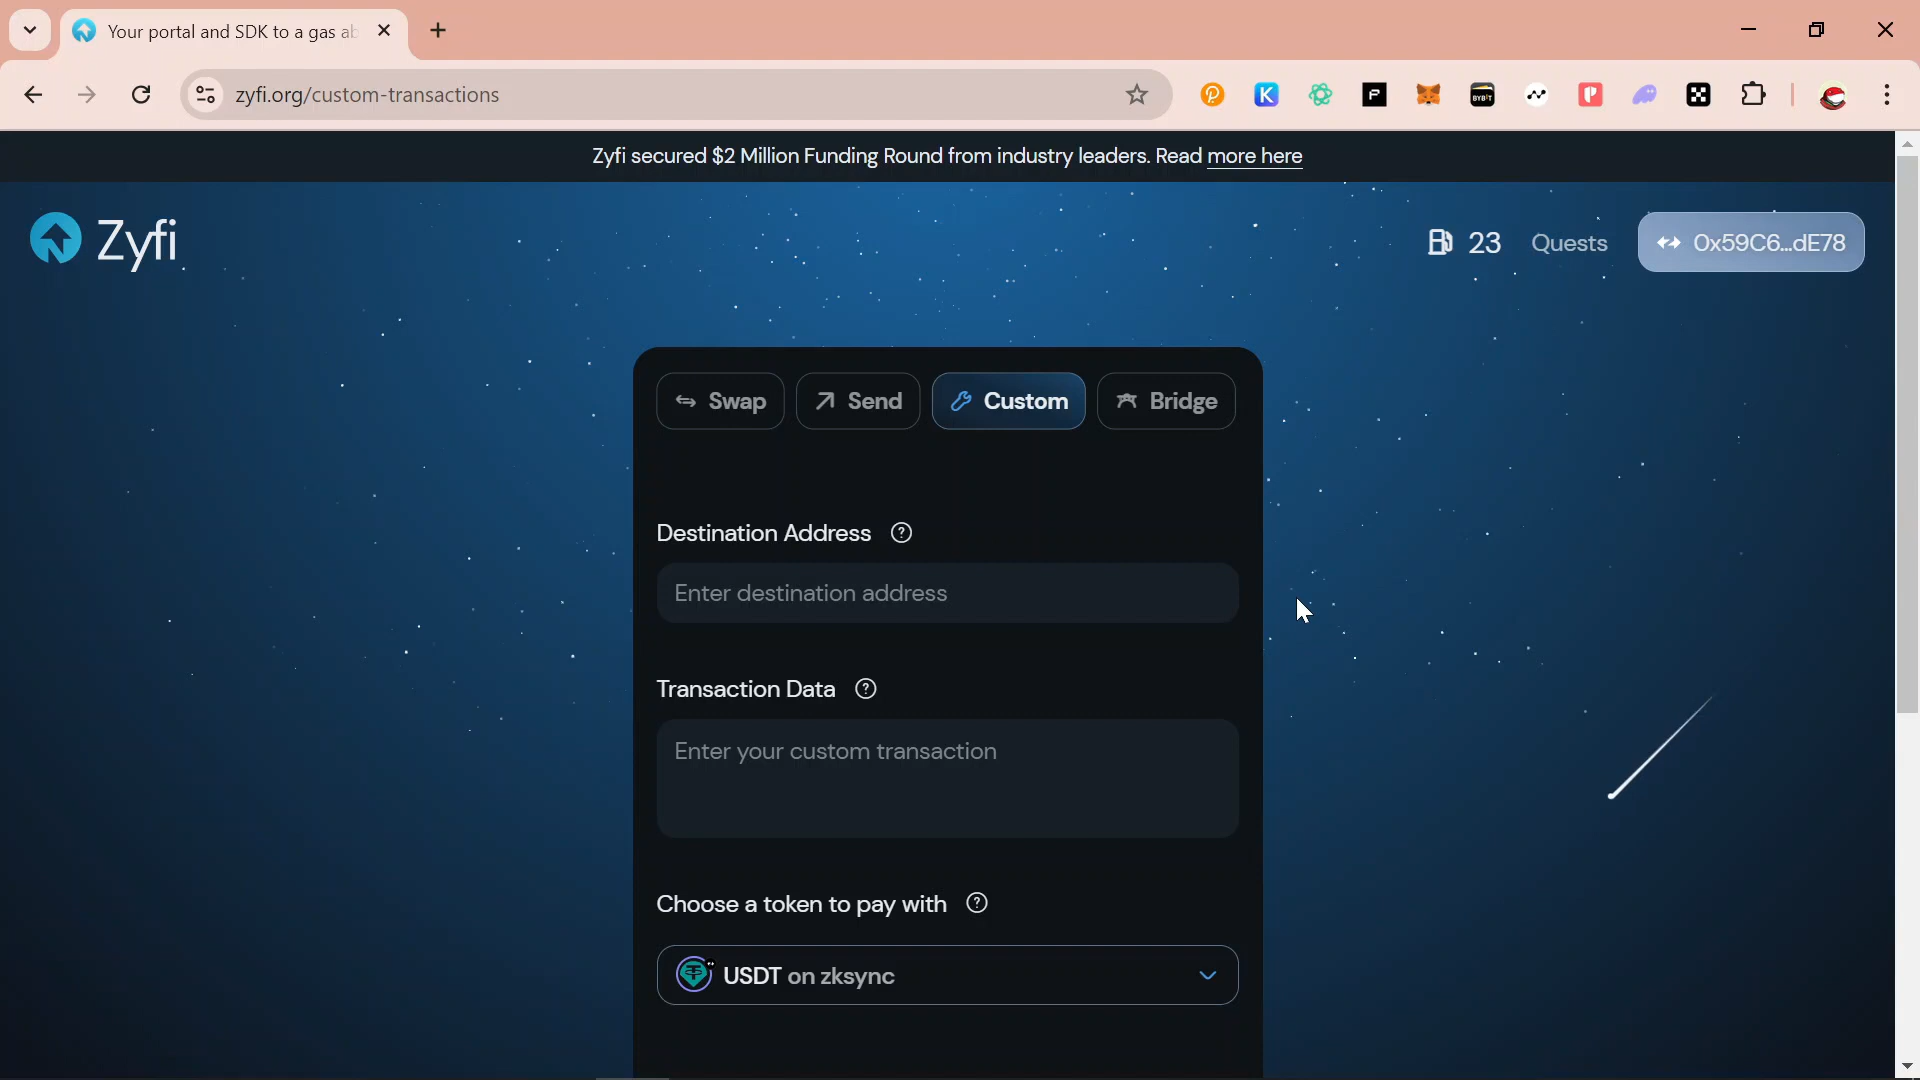 Your portal and SDK to a gas ab
zyfi.org/custom-transactions
BYBIT
Zyfi secured $2 Million Funding Round from industry leaders. Read more here
Zyfi
23
Quests
0x59C6...dE78
Swap
Send
Custom
Bridge
Destination Address
Enter destination address
Transaction Data
Enter your custom transaction
Choose a token to pay with
USDT on zksync